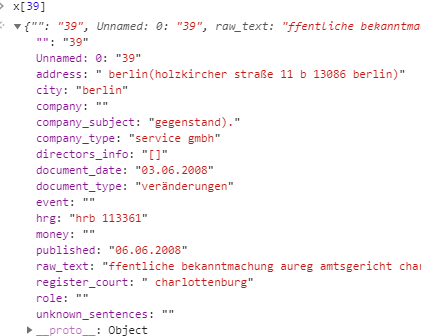 x[39]
{"": "39", Unnamed: 0: "39", raw_text: "ffentliche bekanntma
"": "39"
Unnamed: 0: "39"
address: " berlin(holzkircher straße 11 b 13086 berlin)"
city: "berlin"
company: ""
company_subject: "gegenstand)."
company_type: "service gmbh"
directors_info: "[]"
document_date: "03.06.2008"
document_type: "veränderungen"
event: ""
hrg: "hrb 113361"
money: ""
published: "06.06.2008"
raw_text: "ffentliche bekanntmachung aureg amtsgericht char
register_court: " charlottenburg"
role: ""
unknown_sentences: ""
__proto__: Object